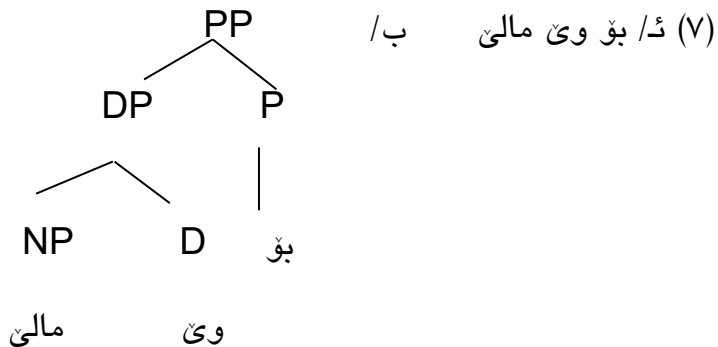 (٧) ئـ/ بۆ وێ مالێ ب/
PP
P DP
بۆ D NP
وێ مالێ